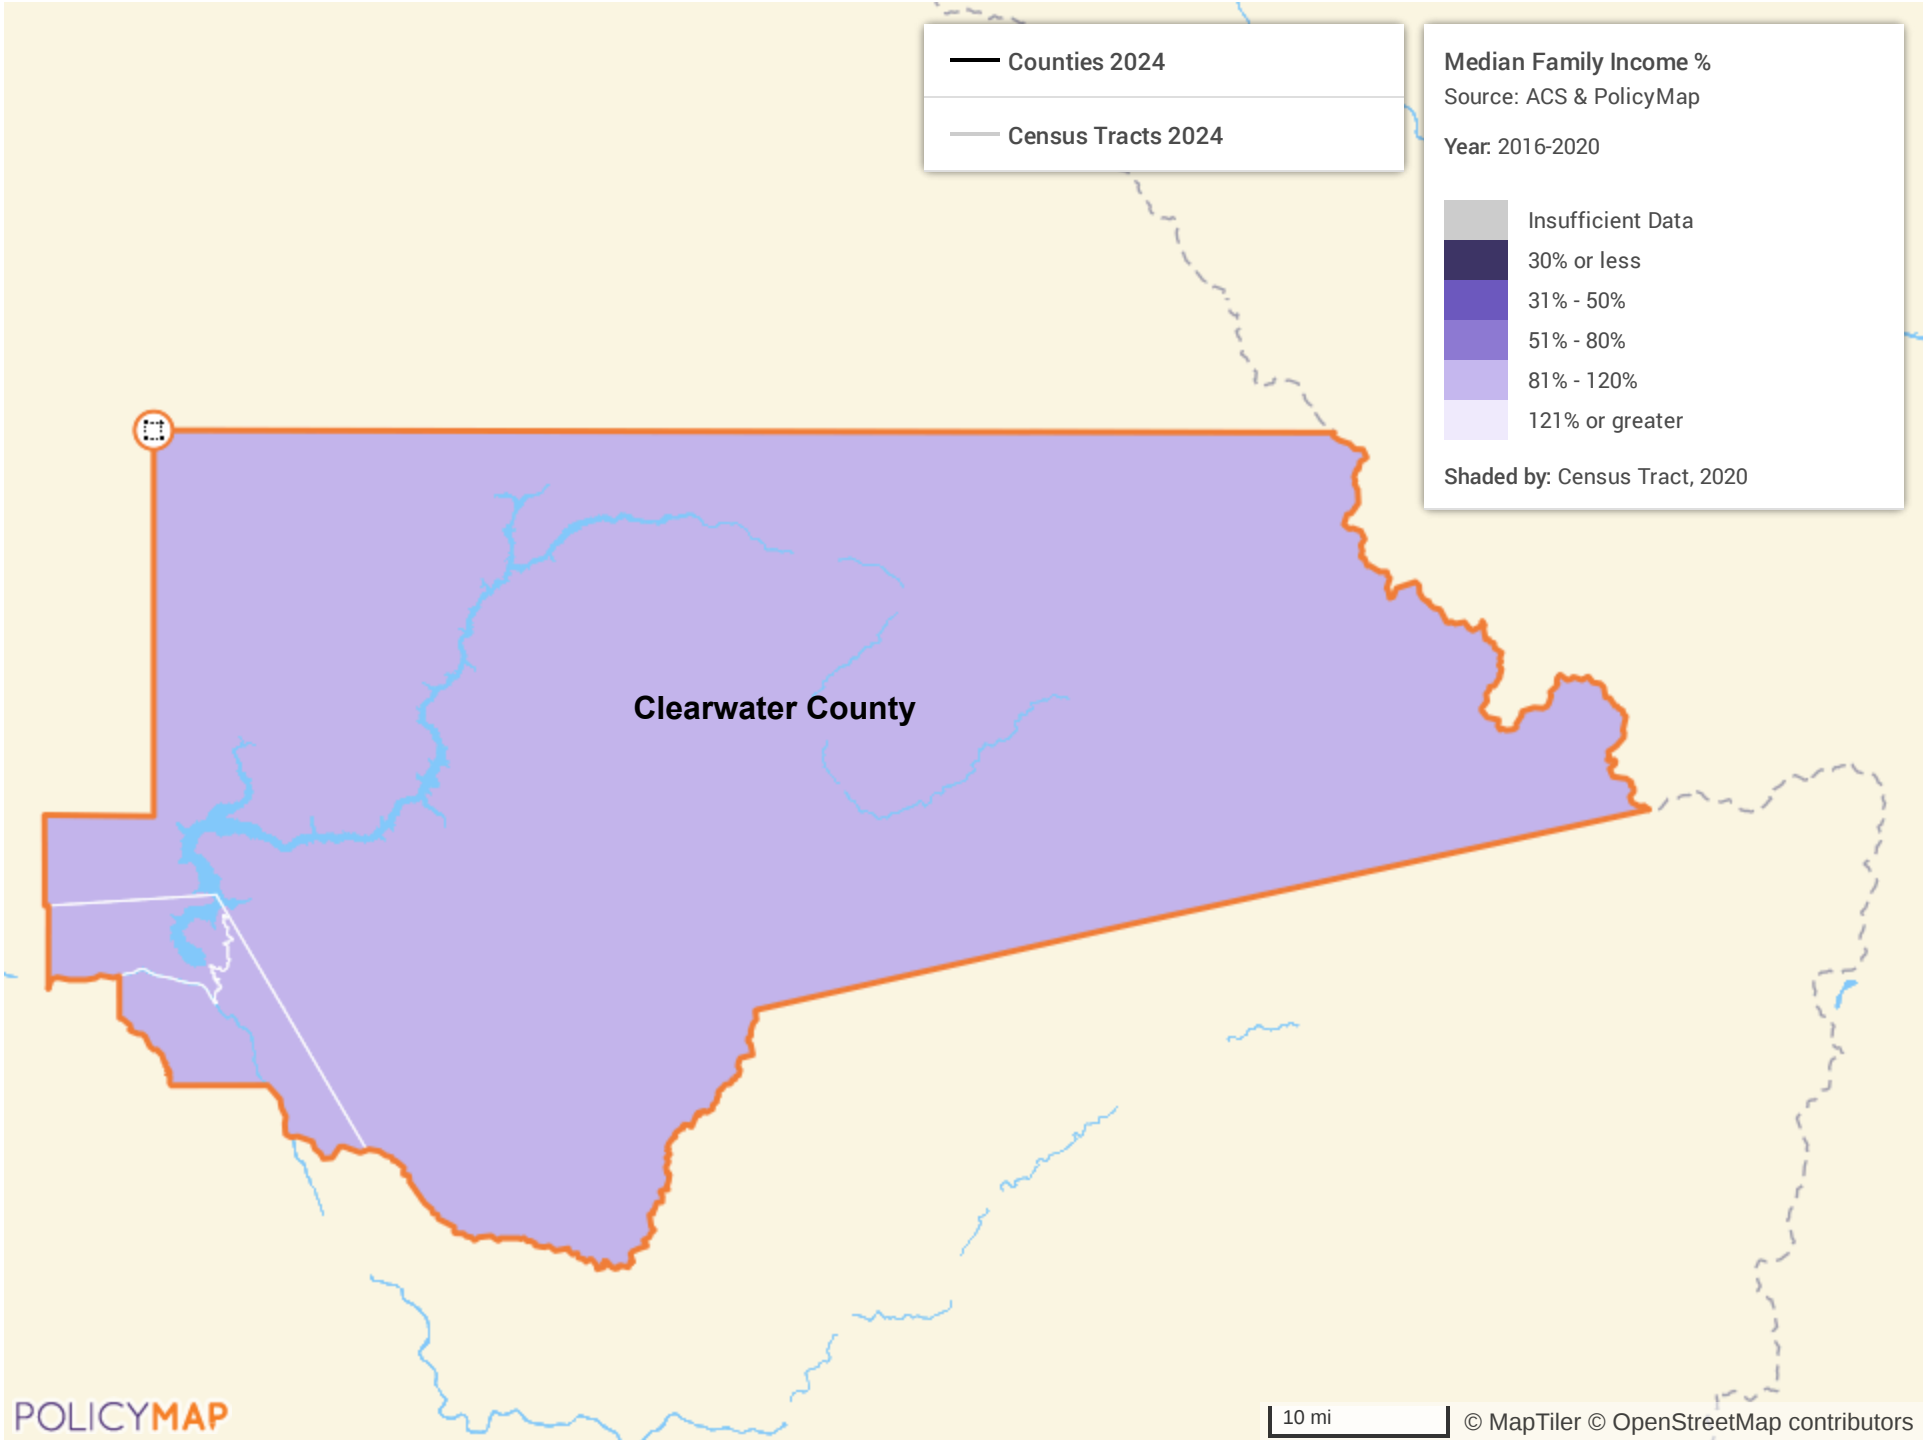 Counties 2024
Census Tracts 2024
Median Family Income %
Source: ACS & PolicyMap
Year: 2016-2020
Insufficient Data
30% or less
31% - 50%
51% - 80%
81% - 120%
121% or greater
Shaded by: Census Tract, 2020
Clearwater County
POLICYMAP
10 mi
© MapTiler © OpenStreetMap contributors